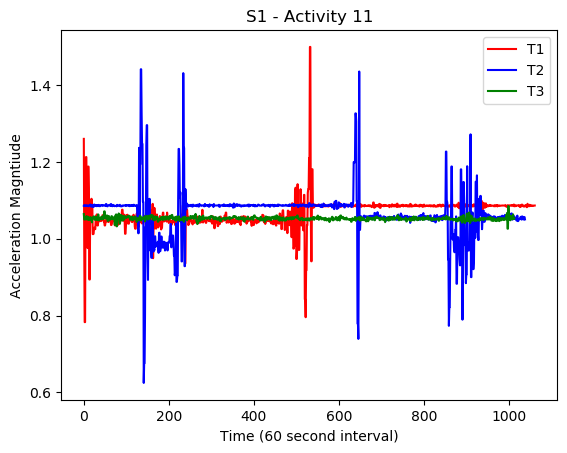 S1 - Activity 11
T1
T2
T3
1.4
1.2
1.0
0.8
0.6
Acceleration Magntiude
0 200 400 600 800 1000
Time (60 second interval)